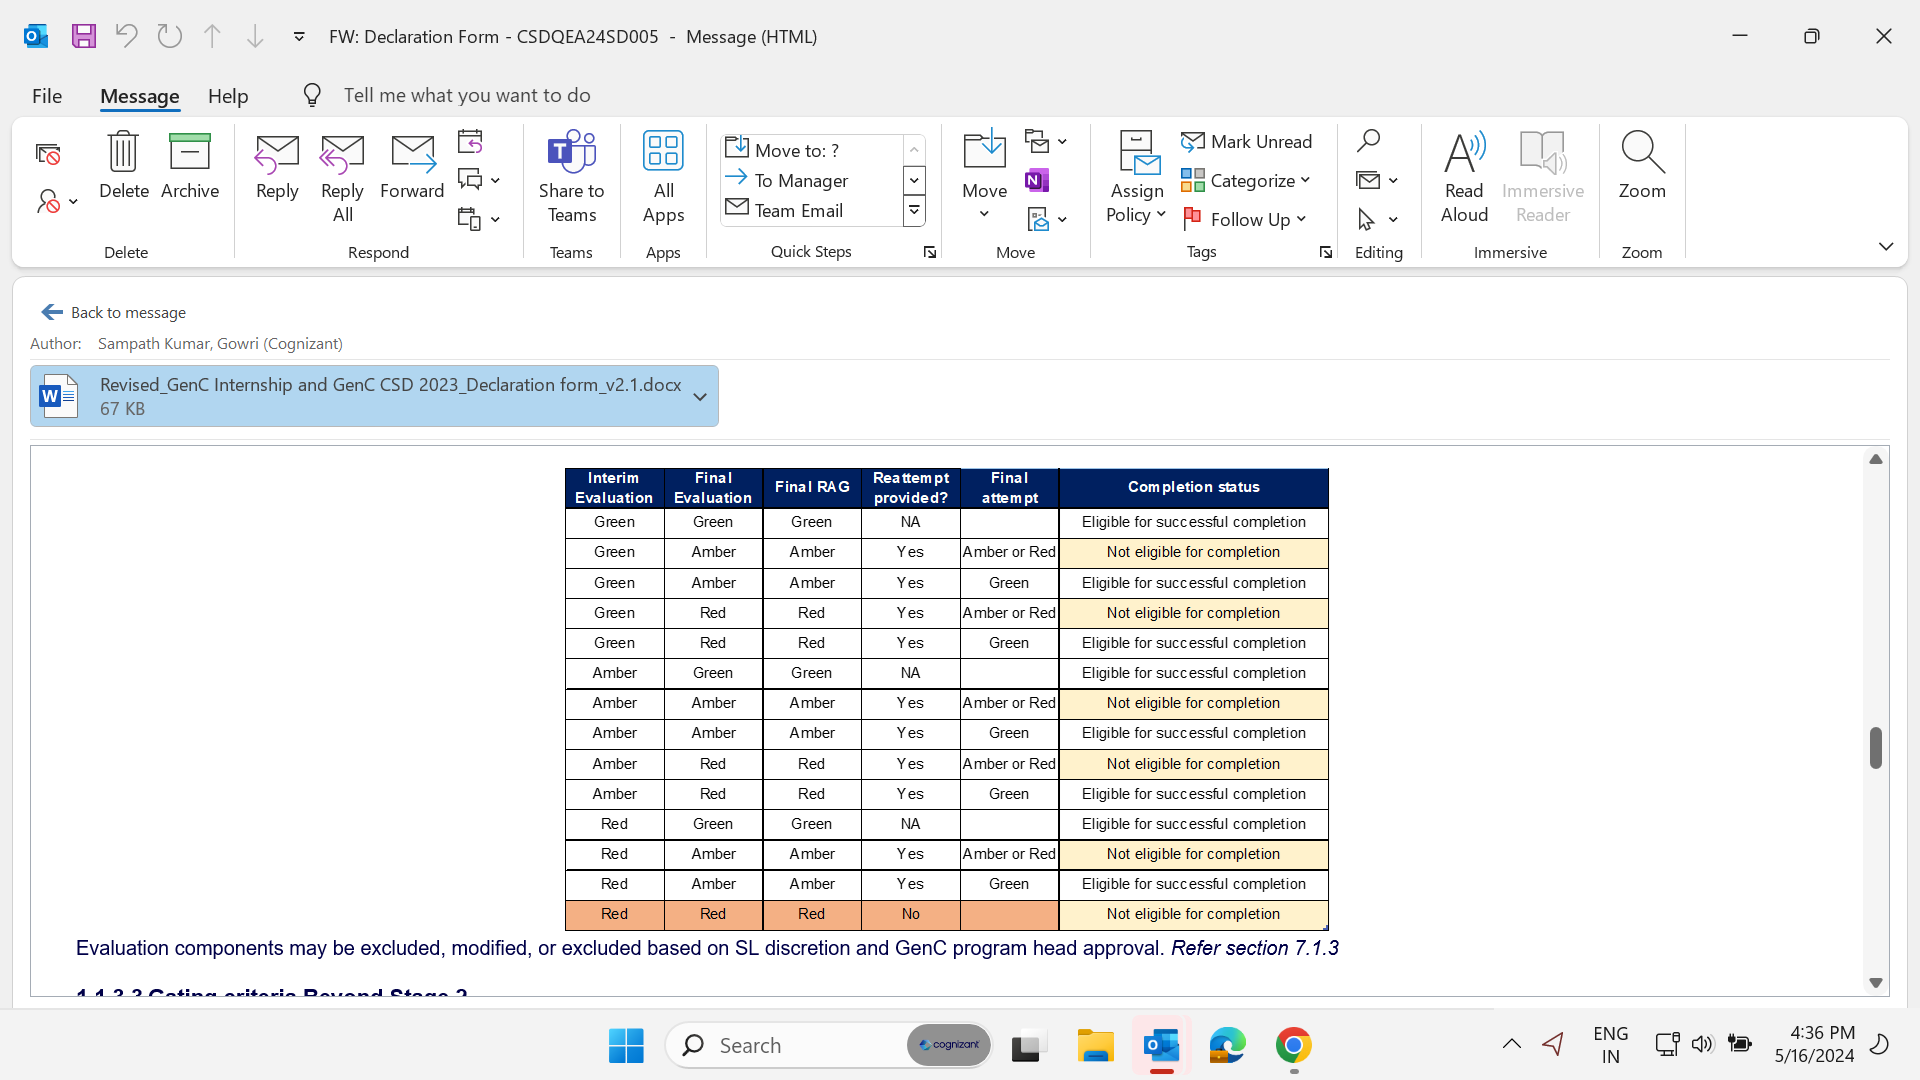 FW: Declaration Form - CSDQEA24SD005 - Message (HTML)
File Message Help Tell me what you want to do
Delete Archive Reply Reply All Forward Share to Teams All Apps
Move to: ?
To Manager
Team Email
Move Assign Policy
Mark Unread
Categorize
Follow Up
Read Aloud Immersive Reader Zoom
Delete Respond Teams Apps Quick Steps Move Tags Editing Immersive Zoom
Back to message
Author: Sampath Kumar, Gowri (Cognizant)
Revised_GenC Internship and GenC CSD 2023_Declaration form_v2.1.docx
67 KB
Interim Evaluation Final Evaluation Final RAG Reattempt provided? Final attempt Completion status
Green Green Green NA Eligible for successful completion
Green Amber Amber Yes Amber or Red Not eligible for completion
Green Amber Amber Yes Green Eligible for successful completion
Green Red Red Yes Amber or Red Not eligible for completion
Green Red Red Yes Green Eligible for successful completion
Amber Green Green NA Eligible for successful completion
Amber Amber Amber Yes Amber or Red Not eligible for completion
Amber Amber Amber Yes Green Eligible for successful completion
Amber Red Red Yes Amber or Red Not eligible for completion
Amber Red Red Yes Green Eligible for successful completion
Red Green Green NA Eligible for successful completion
Red Amber Amber Yes Amber or Red Not eligible for completion
Red Amber Amber Yes Green Eligible for successful completion
Red Red Red No Not eligible for completion
Evaluation components may be excluded, modified, or excluded based on SL discretion and GenC program head approval. Refer section 7.1.3
1.1.3.3 Gating criteria Beyond Stage 2
Search cognizant
ENG
IN
4:36 PM
5/16/2024